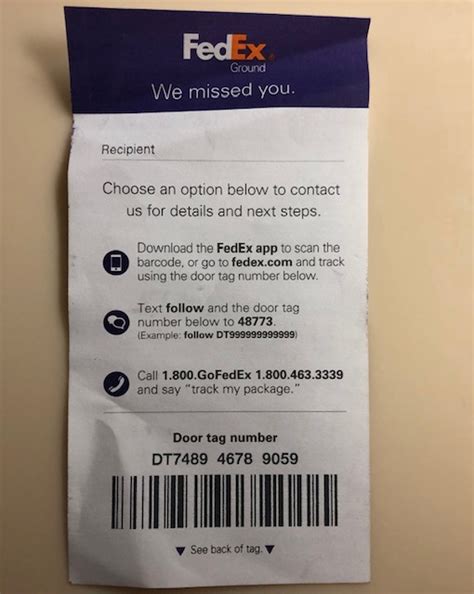 FedEx®
Ground
We missed you.
Recipient
Choose an option below to contact
us for details and next steps.
Download the FedEx app to scan the
barcode, or go to fedex.com and track
using the door tag number below.
Text follow and the door tag
number below to 48773.
(Example: follow DT999999999999)
Call 1.800.GoFedEx 1.800.463.3339
and say “track my package.”
Door tag number
DT7489 4678 9059
▼ See back of tag. ▼